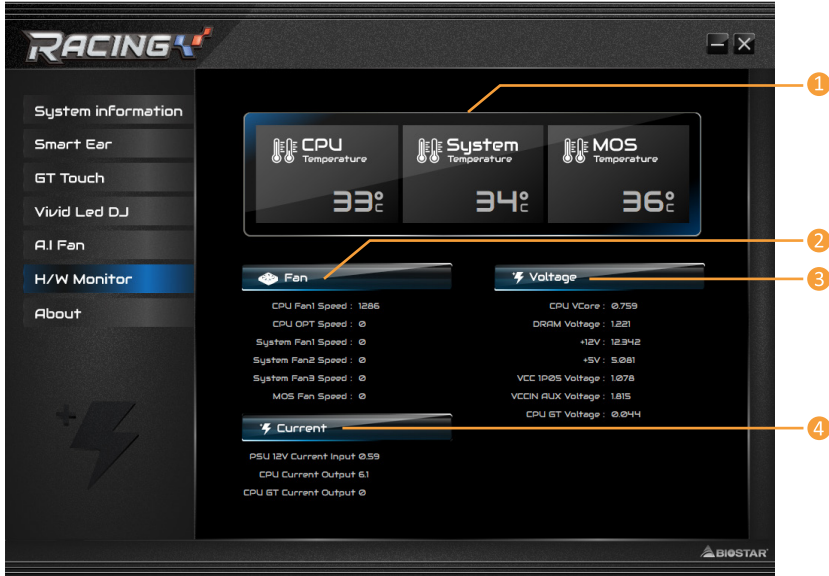 RACING
System information
Smart Ear
GT Touch
Vivid Led DJ
A.I Fan
H/W Monitor
About
1
CPU
Temperature
33°C
System
Temperature
34°C
MOS
Temperature
36°C
2
Fan
CPU Fan1 Speed : 1286
CPU OPT Speed : 0
System Fan1 Speed : 0
System Fan2 Speed : 0
System Fan3 Speed : 0
MOS Fan Speed : 0
3
Voltage
CPU VCore : 0.759
DRAM Voltage : 1.221
+12V : 12.342
+5V : 5.081
VCC 1P05 Voltage : 1.078
VCCIN AUX Voltage : 1.815
CPU GT Voltage : 0.044
4
Current
PSU 12V Current Input 0.59
CPU Current Output 6.1
CPU GT Current Output 0
BIOSTAR